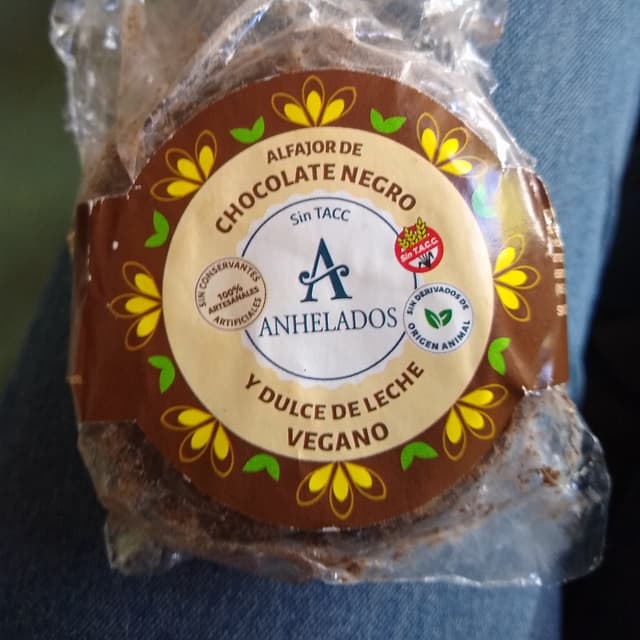 ALFAJOR DE
CHOCOLATE NEGRO
Sin TACC
Sin T.A.C.C.
A
ANHELADOS
SIN CONSERVANTES
100%
ARTESANALES
ARTIFICIALES
SIN DERIVADOS DE
ORIGEN ANIMAL
Y DULCE DE LECHE
VEGANO